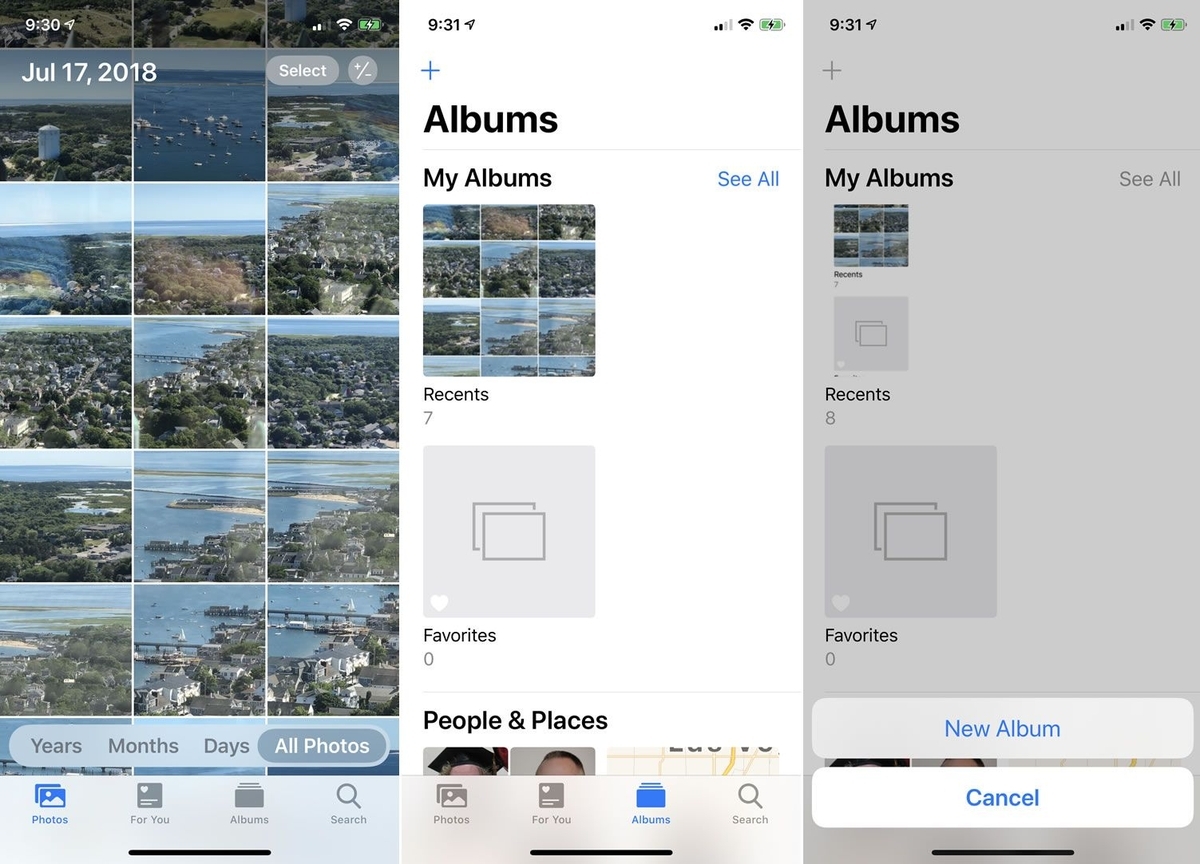 9:30
Jul 17, 2018
Select
+/−
Years
Months
Days
All Photos
Photos
For You
Albums
Search
9:31
+
Albums
My Albums
See All
Recents
7
Favorites
0
People & Places
Photos
For You
Albums
Search
9:31
+
Albums
My Albums
See All
Recents
7
Recents
8
Favorites
0
New Album
Cancel